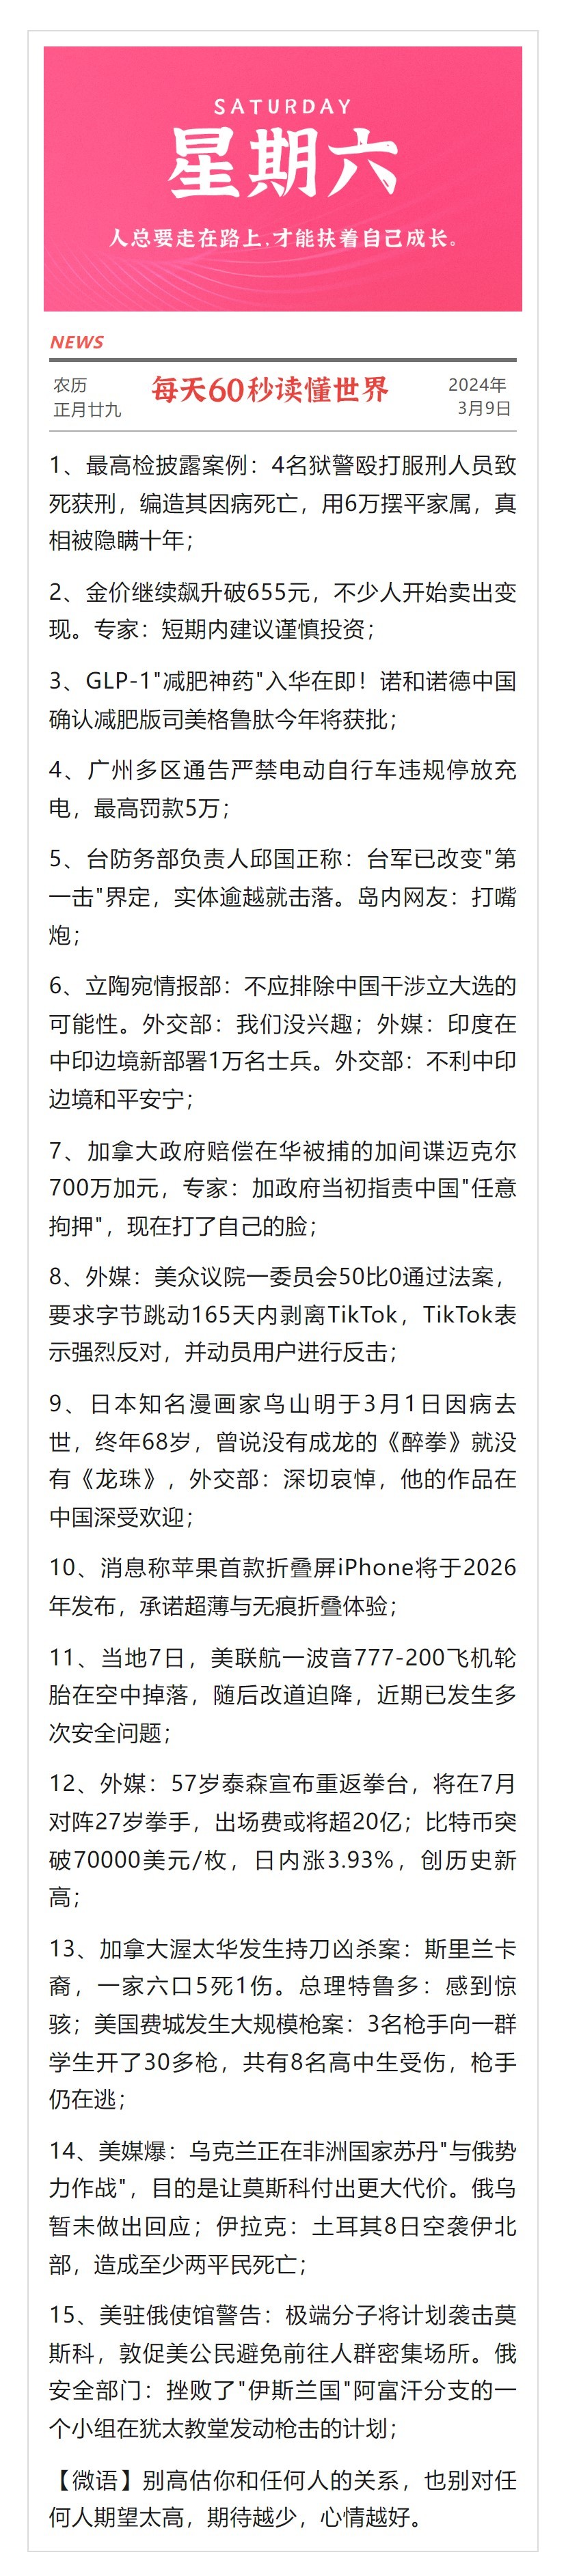 SATURDAY
星期六
人总要走在路上,才能扶着自己成长。
NEWS
农历
正月廿九
每天60秒读懂世界
2024年
3月9日
1、最高检披露案例：4名狱警殴打服刑人员致
死获刑，编造其因病死亡，用6万摆平家属，真
相被隐瞒十年；
2、金价继续飙升破655元，不少人开始卖出变
现。专家：短期内建议谨慎投资；
3、GLP-1"减肥神药"入华在即！诺和诺德中国
确认减肥版司美格鲁肽今年将获批；
4、广州多区通告严禁电动自行车违规停放充
电，最高罚款5万；
5、台防务部负责人邱国正称：台军已改变"第
一击"界定，实体逾越就击落。岛内网友：打嘴
炮；
6、立陶宛情报部：不应排除中国干涉立大选的
可能性。外交部：我们没兴趣；外媒：印度在
中印边境新部署1万名士兵。外交部：不利中印
边境和平安宁；
7、加拿大政府赔偿在华被捕的加间谍迈克尔
700万加元，专家：加政府当初指责中国"任意
拘押"，现在打了自己的脸；
8、外媒：美众议院一委员会50比0通过法案，
要求字节跳动165天内剥离TikTok，TikTok表
示强烈反对，并动员用户进行反击；
9、日本知名漫画家鸟山明于3月1日因病去
世，终年68岁，曾说没有成龙的《醉拳》就没
有《龙珠》，外交部：深切哀悼，他的作品在
中国深受欢迎；
10、消息称苹果首款折叠屏iPhone将于2026
年发布，承诺超薄与无痕折叠体验；
11、当地7日，美联航一波音777-200飞机轮
胎在空中掉落，随后改道迫降，近期已发生多
次安全问题；
12、外媒：57岁泰森宣布重返拳台，将在7月
对阵27岁拳手，出场费或将超20亿；比特币突
破70000美元/枚，日内涨3.93%，创历史新
高；
13、加拿大渥太华发生持刀凶杀案：斯里兰卡
裔，一家六口5死1伤。总理特鲁多：感到惊
骇；美国费城发生大规模枪案：3名枪手向一群
学生开了30多枪，共有8名高中生受伤，枪手
仍在逃；
14、美媒爆：乌克兰正在非洲国家苏丹"与俄势
力作战"，目的是让莫斯科付出更大代价。俄乌
暂未做出回应；伊拉克：土耳其8日空袭伊北
部，造成至少两平民死亡；
15、美驻俄使馆警告：极端分子将计划袭击莫
斯科，敦促美公民避免前往人群密集场所。俄
安全部门：挫败了"伊斯兰国"阿富汗分支的一
个小组在犹太教堂发动枪击的计划；
【微语】别高估你和任何人的关系，也别对任
何人期望太高，期待越少，心情越好。